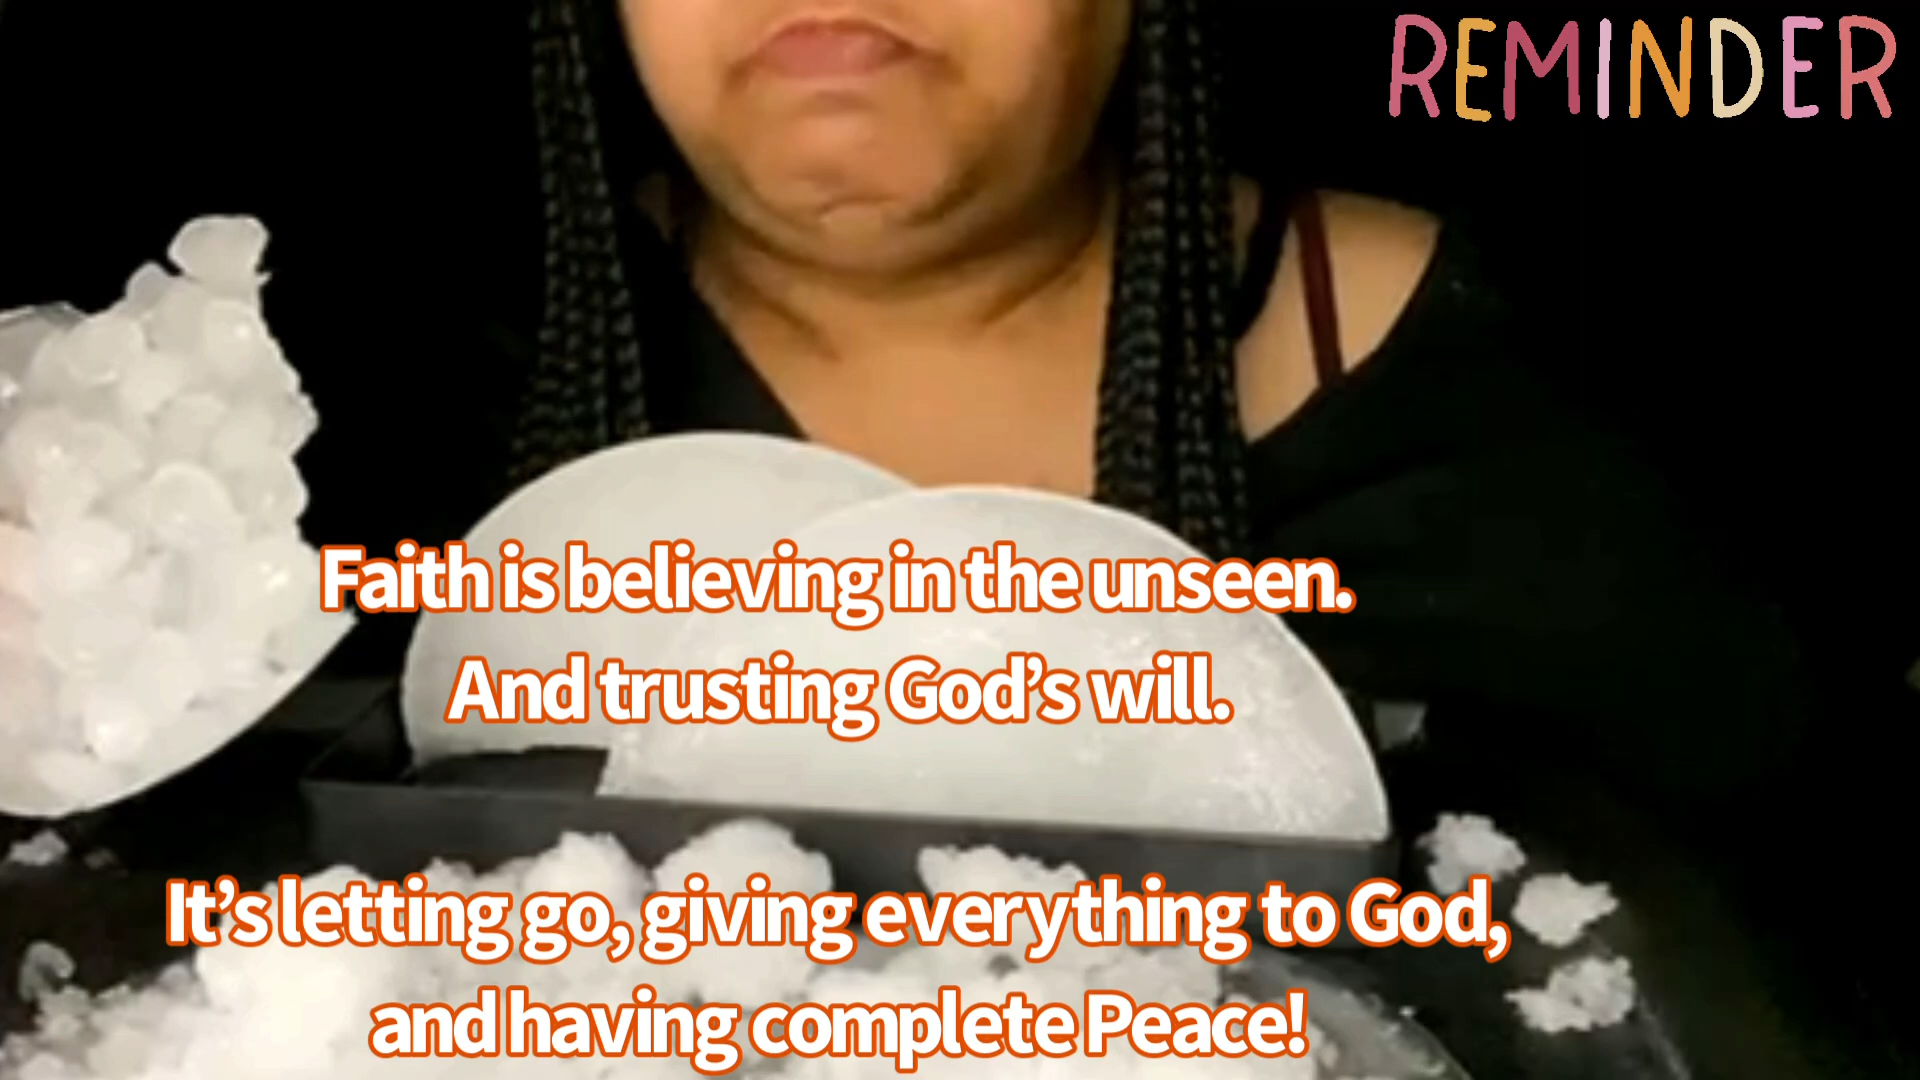 REMINDER
Faith is believing in the unseen.
And trusting God’s will.
It’s letting go, giving everything to God,
and having complete Peace!